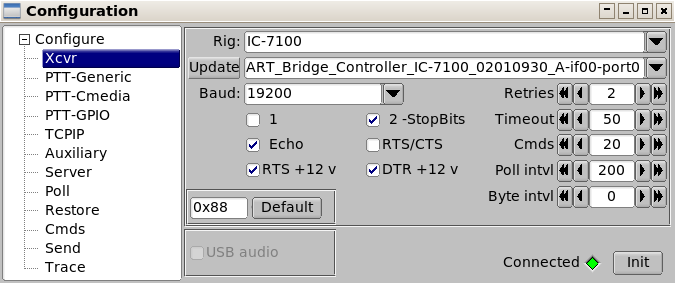 Configuration
Configure
Xcvr
PTT-Generic
PTT-Cmedia
PTT-GPIO
TCPIP
Auxiliary
Server
Poll
Restore
Cmds
Send
Trace
Rig: IC-7100
Update ART_Bridge_Controller_IC-7100_02010930_A-if00-port0
Baud: 19200
Retries 2
1 2 -StopBits
Timeout 50
Echo RTS/CTS
Cmds 20
RTS +12 v DTR +12 v
Poll intvl 200
Byte intvl 0
0x88 Default
USB audio
Connected Init